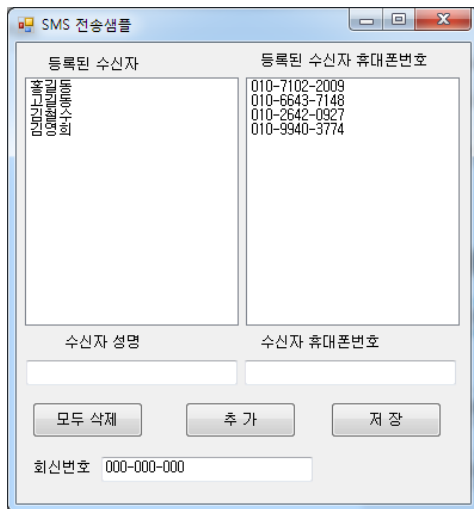 SMS 전송샘플
등록된 수신자
등록된 수신자 휴대폰번호
홍길동
고길동
김철수
김영희
010-7102-2009
010-6643-7148
010-2642-0927
010-9940-3774
수신자 성명
수신자 휴대폰번호
모두 삭제
추 가
저 장
회신번호
000-000-000